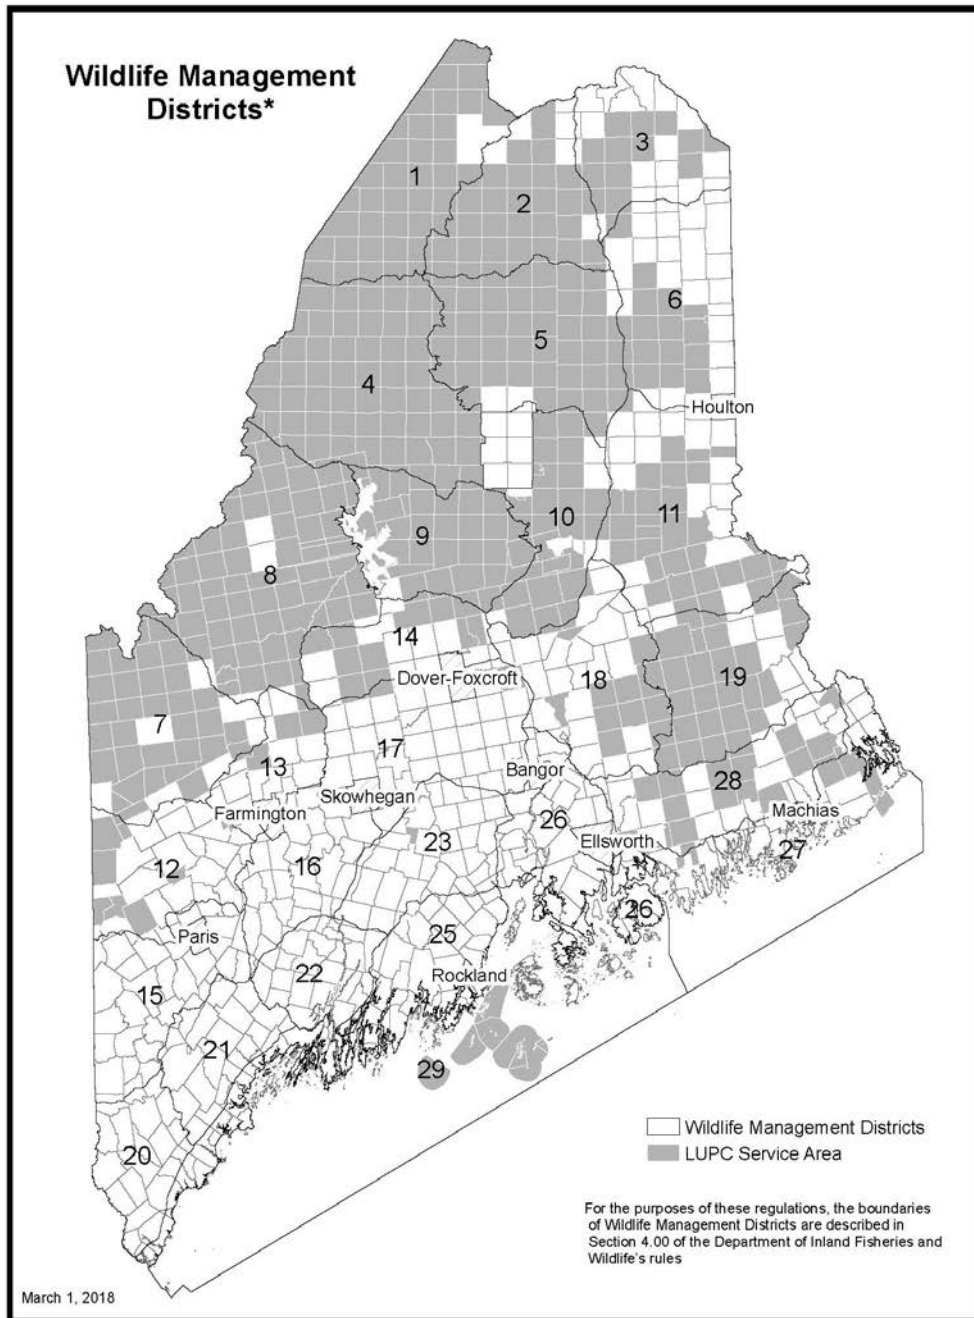 Wildlife Management
Districts*
1
2
3
4
5
6
Houlton
7
8
9
10
11
14
Dover-Foxcroft
18
19
17
13
Bangor
28
Skowhegan
Farmington
Machias
26
23
Ellsworth
27
12
16
26
Paris
25
22
Rockland
15
21
29
20
Wildlife Management Districts
LUPC Service Area
For the purposes of these regulations, the boundaries
of Wildlife Management Districts are described in
Section 4.00 of the Department of Inland Fisheries and
Wildlife's rules
March 1, 2018